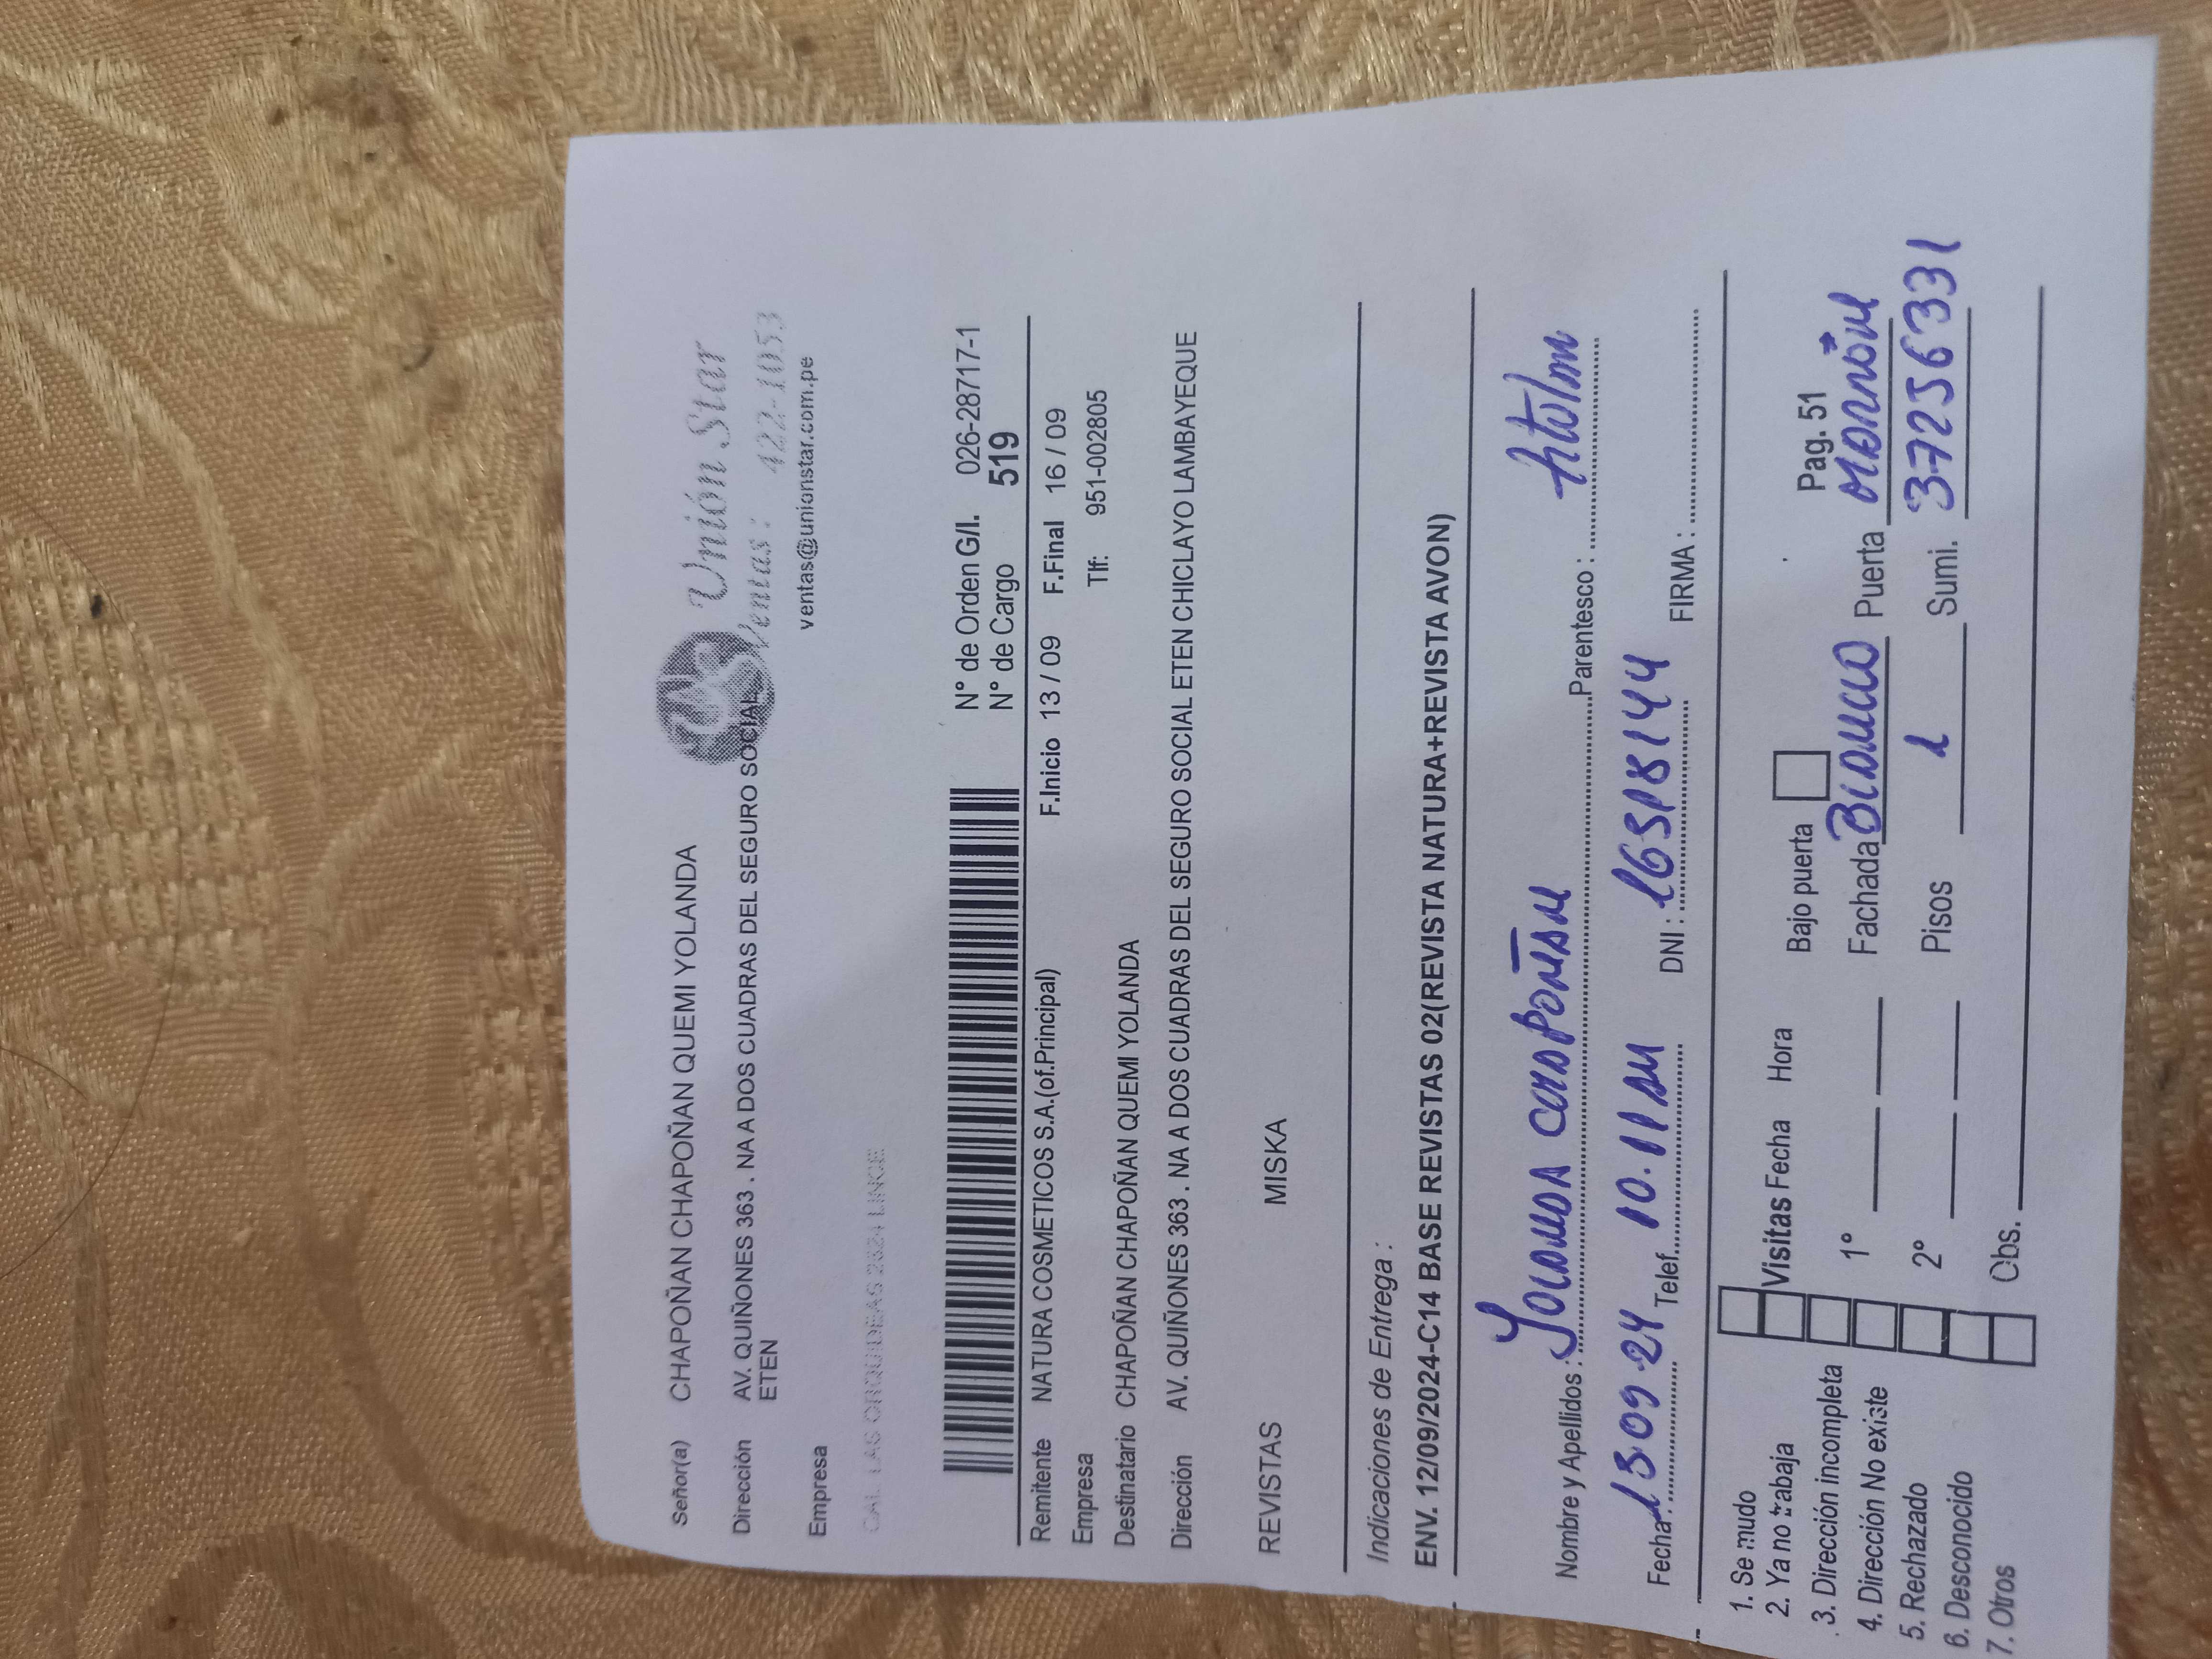 Unión Star
Ventas: 422-1053
ventas@unionstar.com.pe
Señor(a) CHAPOÑAN CHAPOÑAN QUEMI YOLANDA
Dirección AV. QUIÑONES 363 . NA A DOS CUADRAS DEL SEGURO SOCIAL
ETEN
Empresa
CAL. LAS ORQUIDEAS 2324 LINCE
N° de Orden G/I. 026-28717-1
N° de Cargo 519
Remitente NATURA COSMETICOS S.A.(of.Principal) F.Inicio 13 / 09 F.Final 16 / 09
Empresa Tlf: 951-002805
Destinatario CHAPOÑAN CHAPOÑAN QUEMI YOLANDA
Dirección AV. QUIÑONES 363 . NA A DOS CUADRAS DEL SEGURO SOCIAL ETEN CHICLAYO LAMBAYEQUE
REVISTAS MISKA
Indicaciones de Entrega :
ENV. 12/09/2024-C14 BASE REVISTAS 02(REVISTA NATURA+REVISTA AVON)
Nombre y Apellidos : Yolanda Chapoñan Parentesco : titular
Fecha : 13.09.24 Telef. 10.11 AM DNI : 16518144 FIRMA :
1. Se mudo
2. Ya no trabaja
3. Dirección incompleta
4. Dirección No existe
5. Rechazado
6. Desconocido
7. Otros
Visitas Fecha Hora Bajo puerta Pag. 51
1° Fachada Blanco Puerta marrón
2° Pisos 1 Sumi. 37256331
Obs.